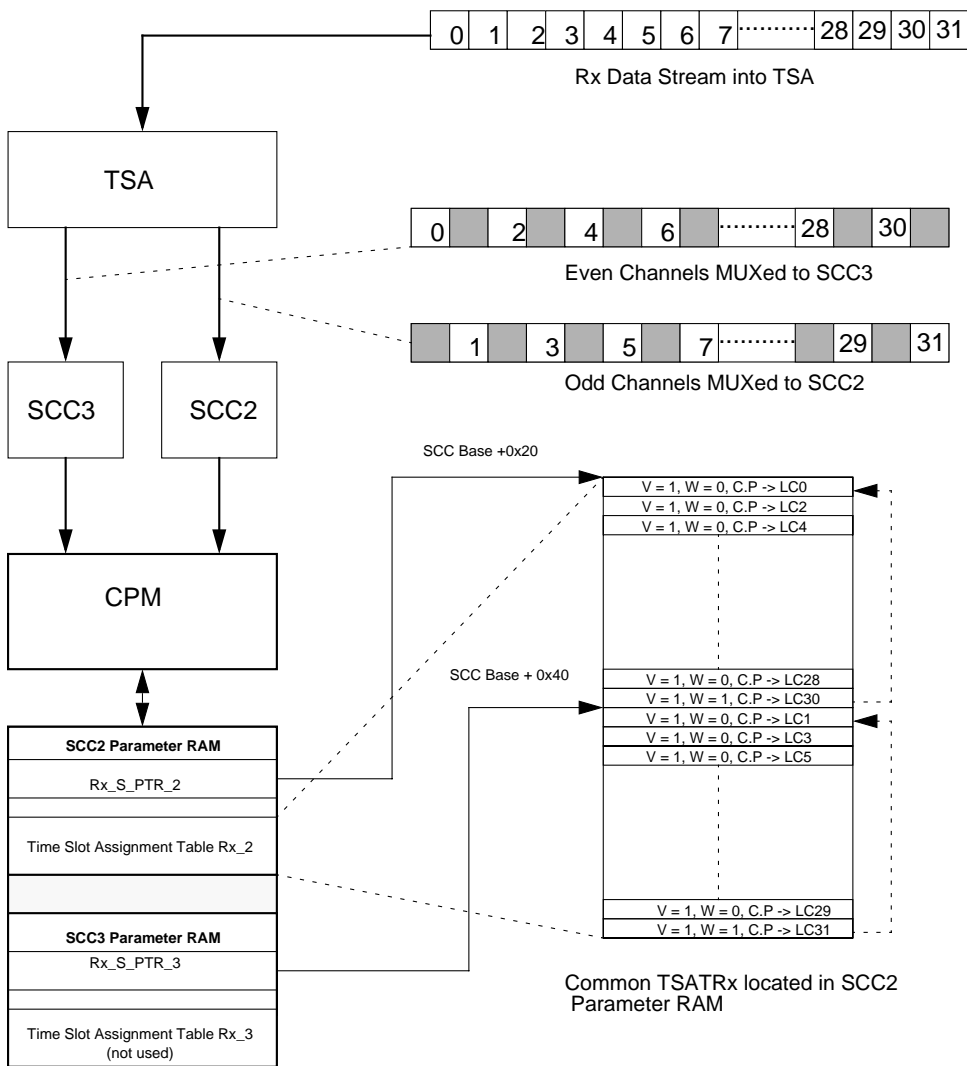 0 1 2 3 4 5 6 7 28 29 30 31
Rx Data Stream into TSA
TSA
0 2 4 6 28 30
Even Channels MUXed to SCC3
1 3 5 7 29 31
Odd Channels MUXed to SCC2
SCC3
SCC2
SCC Base +0x20
V = 1, W = 0, C.P -> LC0
V = 1, W = 0, C.P -> LC2
V = 1, W = 0, C.P -> LC4
CPM
SCC Base + 0x40
V = 1, W = 0, C.P -> LC28
V = 1, W = 1, C.P -> LC30
V = 1, W = 0, C.P -> LC1
V = 1, W = 0, C.P -> LC3
V = 1, W = 0, C.P -> LC5
SCC2 Parameter RAM
Rx_S_PTR_2
Time Slot Assignment Table Rx_2
V = 1, W = 0, C.P -> LC29
V = 1, W = 1, C.P -> LC31
SCC3 Parameter RAM
Rx_S_PTR_3
Time Slot Assignment Table Rx_3
(not used)
Common TSATRx located in SCC2
Parameter RAM